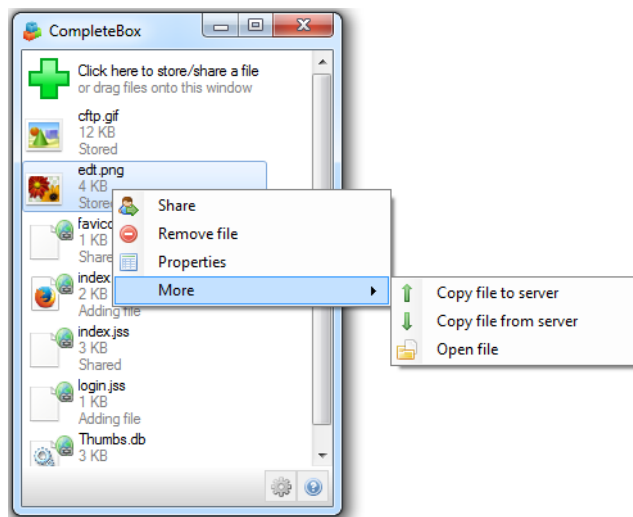 CompleteBox
Click here to store/share a file
or drag files onto this window
cftp.gif
12 KB
Stored
edt.png
4 KB
Share
Remove file
1 KB
Properties
index
2 KB
More
Adding file
Copy file to server
index.jss
Copy file from server
3 KB
Open file
Shared
login.jss
1 KB
Adding file
Thumbs.db
3 KB